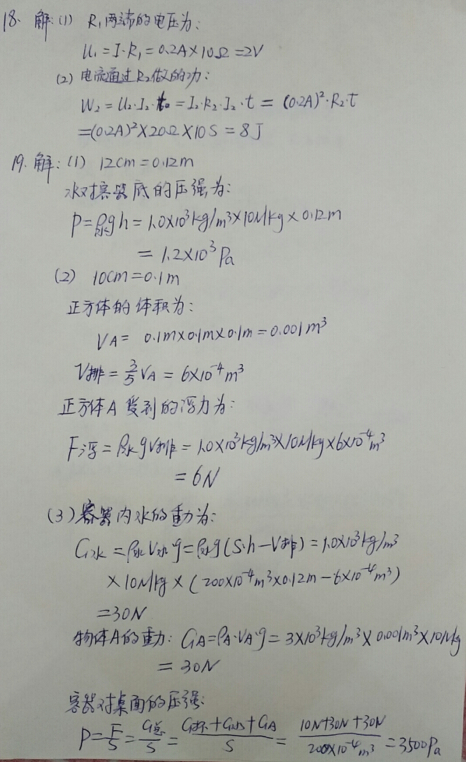 18. 解: (1) R₁两端的电压为:
U₁=I·R₁=0.2A×10Ω=2V
(2) 电流通过R₂做的功:
W₂=U₂·I₂·t=I₂·R₂·I₂·t=(0.2A)²·R₂·t
=(0.2A)²×20Ω×10S=8J
19. 解: (1) 12cm=0.12m
水对容器底的压强为:
P=ρ水gh=1.0×10³kg/m³×10N/kg×0.12m
=1.2×10³Pa
(2) 10cm=0.1m
正方体的体积为:
VA= 0.1m×0.1m×0.1m=0.001m³
V排=3/5VA=6×10⁻⁴m³
正方体A受到的浮力为:
F浮=ρ水gV排=1.0×10³kg/m³×10N/kg×6×10⁻⁴m³
=6N
(3) 容器内水的重力为:
G水=ρ水V水g=ρ水g(S·h-V排)=1.0×10³kg/m³
×10N/kg×(200×10⁻⁴m³×0.12m-6×10⁻⁴m³)
=30N
物体A的重力: GA=ρA·VA·g=3×10³kg/m³×0.001m³×10N/kg
=30N
容器对桌面的压强:
P=F/S=G总/S=(G容+G水+GA)/S=(10N+30N+30N)/(200×10⁻⁴m³)=3500Pa